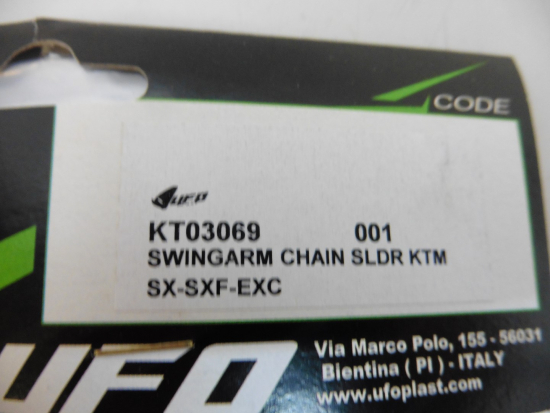 CODE
UFO
KT03069 001
SWINGARM CHAIN SLDR KTM
SX-SXF-EXC
UFO
Via Marco Polo, 155 - 56031
Bientina ( PI ) - ITALY
www.ufoplast.com